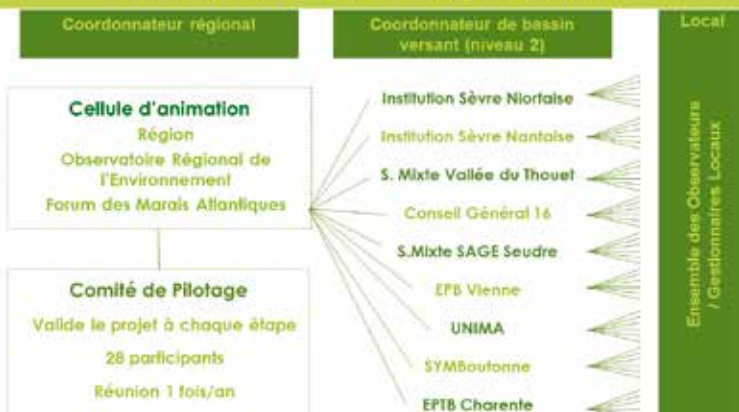 Coordonnateur régional
Coordonnateur de bassin
versant (niveau 2)
Local
Cellule d'animation
Région
Observatoire Régional de
l'Environnement
Forum des Marais Atlantiques
Comité de Pilotage
Valide le projet à chaque étape
28 participants
Réunion 1 fois/an
Institution Sèvre Niortaise
Institution Sèvre Nantaise
S. Mixte Vallée du Thouet
Conseil Général 16
S.Mixte SAGE Seudre
EPB Vienne
UNIMA
SYMBoutonne
EPTB Charente
Ensemble des Observateurs
/ Gestionnaires Locaux